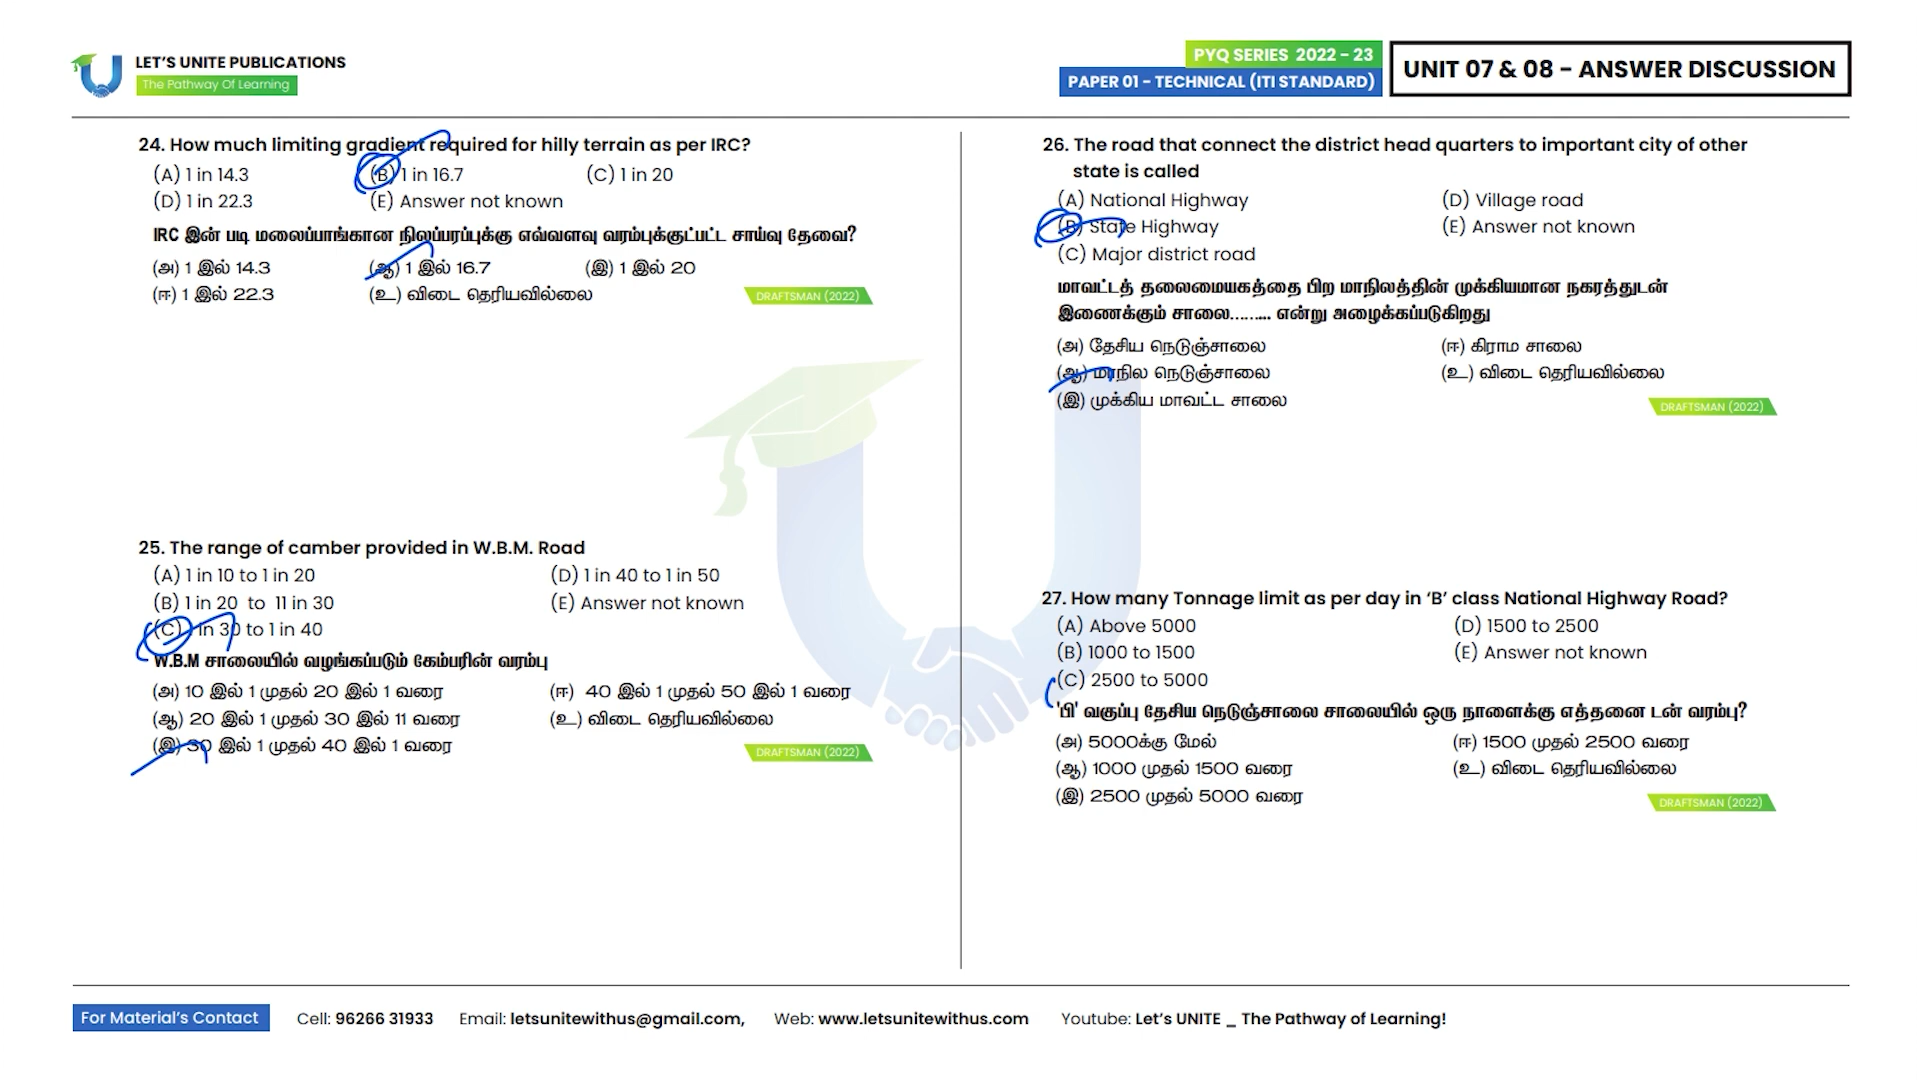 LET'S UNITE PUBLICATIONS
The Pathway Of Learning
PYQ SERIES 2022 – 23
PAPER 01 – TECHNICAL (ITI STANDARD)
UNIT 07 & 08 – ANSWER DISCUSSION
24. How much limiting gradient required for hilly terrain as per IRC?
(A) 1 in 14.3 (B) 1 in 16.7 (C) 1 in 20
(D) 1 in 22.3 (E) Answer not known
IRC இன் படி மலைப்பாங்கான நிலப்பரப்புக்கு எவ்வளவு வரம்புக்குட்பட்ட சாய்வு தேவை?
(அ) 1 இல் 14.3 (ஆ) 1 இல் 16.7 (இ) 1 இல் 20
(ஈ) 1 இல் 22.3 (உ) விடை தெரியவில்லை
DRAFTSMAN (2022)
25. The range of camber provided in W.B.M. Road
(A) 1 in 10 to 1 in 20 (D) 1 in 40 to 1 in 50
(B) 1 in 20 to 11 in 30 (E) Answer not known
(C) 1 in 30 to 1 in 40
W.B.M சாலையில் வழங்கப்படும் கேம்பரின் வரம்பு
(அ) 10 இல் 1 முதல் 20 இல் 1 வரை (ஈ) 40 இல் 1 முதல் 50 இல் 1 வரை
(ஆ) 20 இல் 1 முதல் 30 இல் 11 வரை (உ) விடை தெரியவில்லை
(இ) 30 இல் 1 முதல் 40 இல் 1 வரை
DRAFTSMAN (2022)
26. The road that connect the district head quarters to important city of other
state is called
(A) National Highway (D) Village road
(B) State Highway (E) Answer not known
(C) Major district road
மாவட்டத் தலைமையகத்தை பிற மாநிலத்தின் முக்கியமான நகரத்துடன்
இணைக்கும் சாலை......... என்று அழைக்கப்படுகிறது
(அ) தேசிய நெடுஞ்சாலை (ஈ) கிராம சாலை
(ஆ) மாநில நெடுஞ்சாலை (உ) விடை தெரியவில்லை
(இ) முக்கிய மாவட்ட சாலை
DRAFTSMAN (2022)
27. How many Tonnage limit as per day in ‘B’ class National Highway Road?
(A) Above 5000 (D) 1500 to 2500
(B) 1000 to 1500 (E) Answer not known
(C) 2500 to 5000
'பி' வகுப்பு தேசிய நெடுஞ்சாலை சாலையில் ஒரு நாளைக்கு எத்தனை டன் வரம்பு?
(அ) 5000க்கு மேல் (ஈ) 1500 முதல் 2500 வரை
(ஆ) 1000 முதல் 1500 வரை (உ) விடை தெரியவில்லை
(இ) 2500 முதல் 5000 வரை
DRAFTSMAN (2022)
For Material's Contact Cell: 96266 31933 Email: letsunitewithus@gmail.com, Web: www.letsunitewithus.com Youtube: Let's UNITE _ The Pathway of Learning!